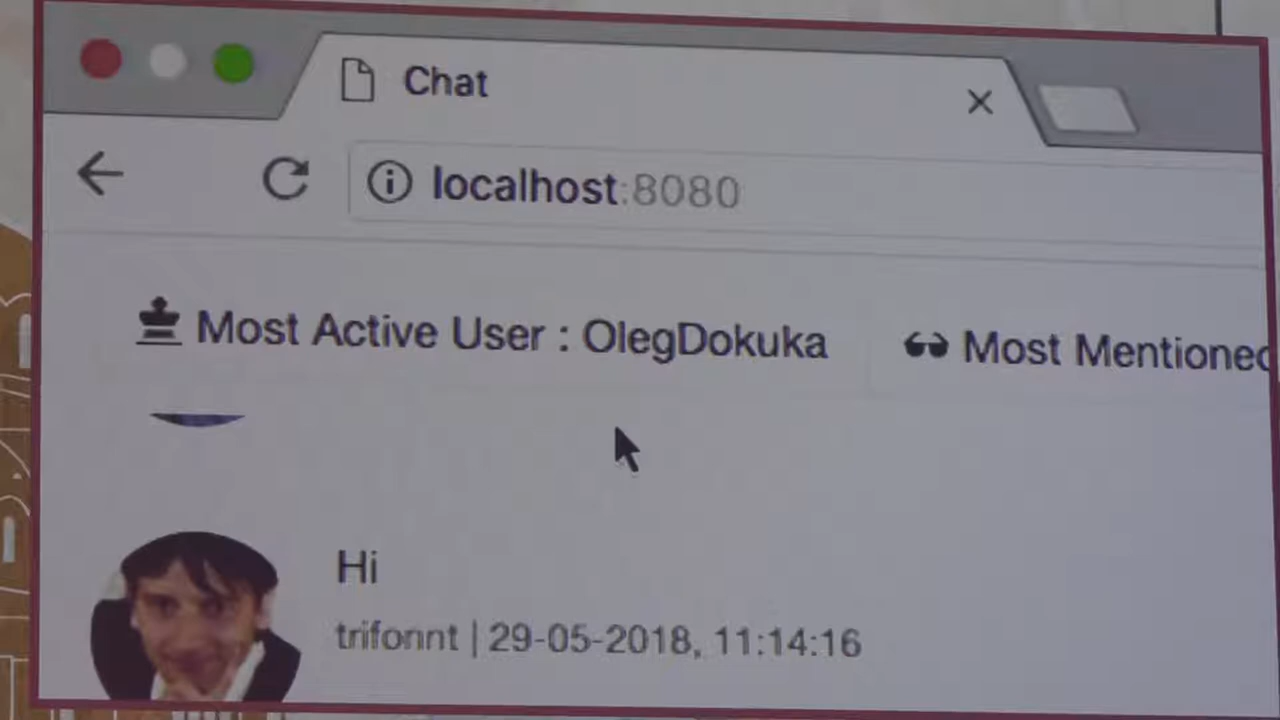 Chat
localhost:8080
Most Active User : OlegDokuka
Most Mentioned
Hi
trifonnt | 29-05-2018, 11:14:16